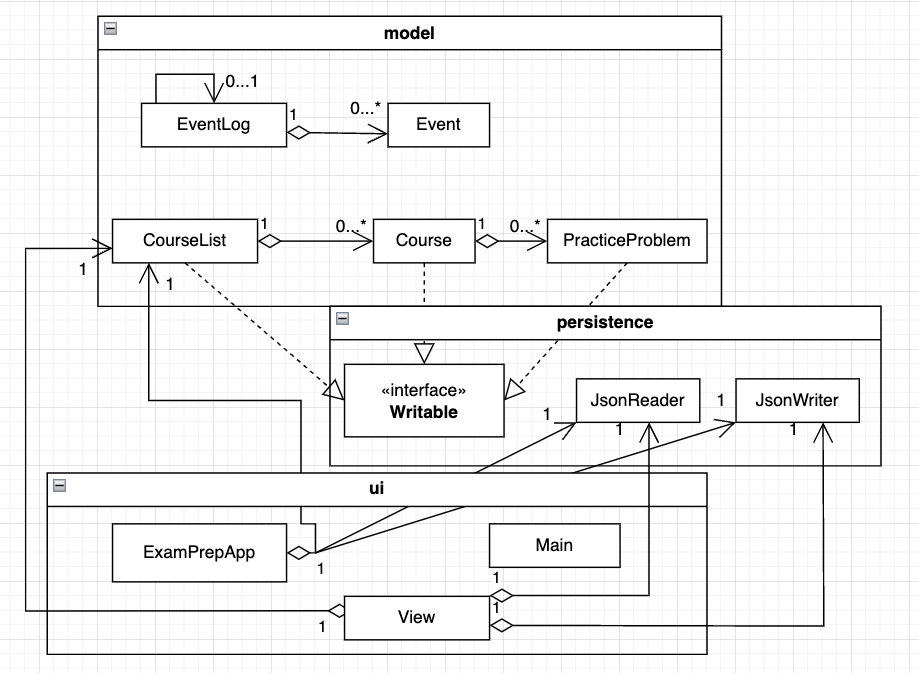 model
0...1
EventLog
1
0...*
Event
CourseList
1
0...*
Course
1
0...*
PracticeProblem
1
1
persistence
«interface»
Writable
JsonReader
JsonWriter
1
1
1
1
ui
ExamPrepApp
1
Main
1
View
1
1